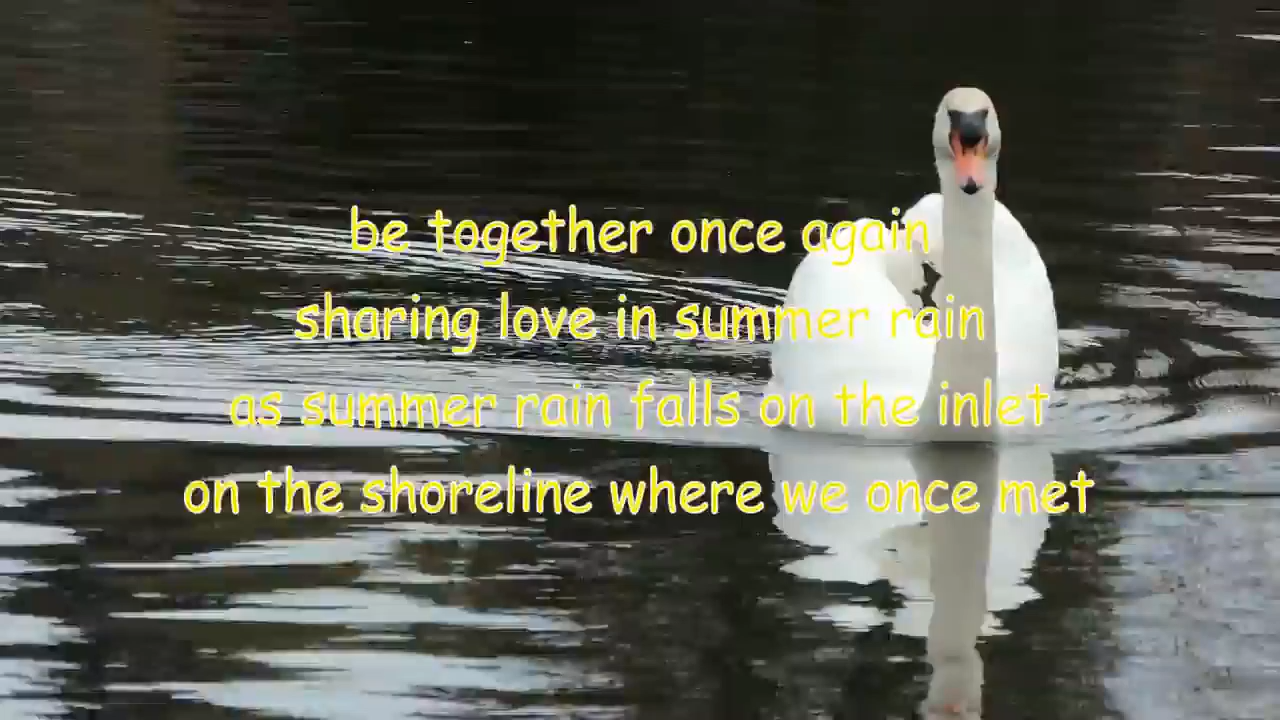 be together once again
sharing love in summer rain
as summer rain falls on the inlet
on the shoreline where we once met